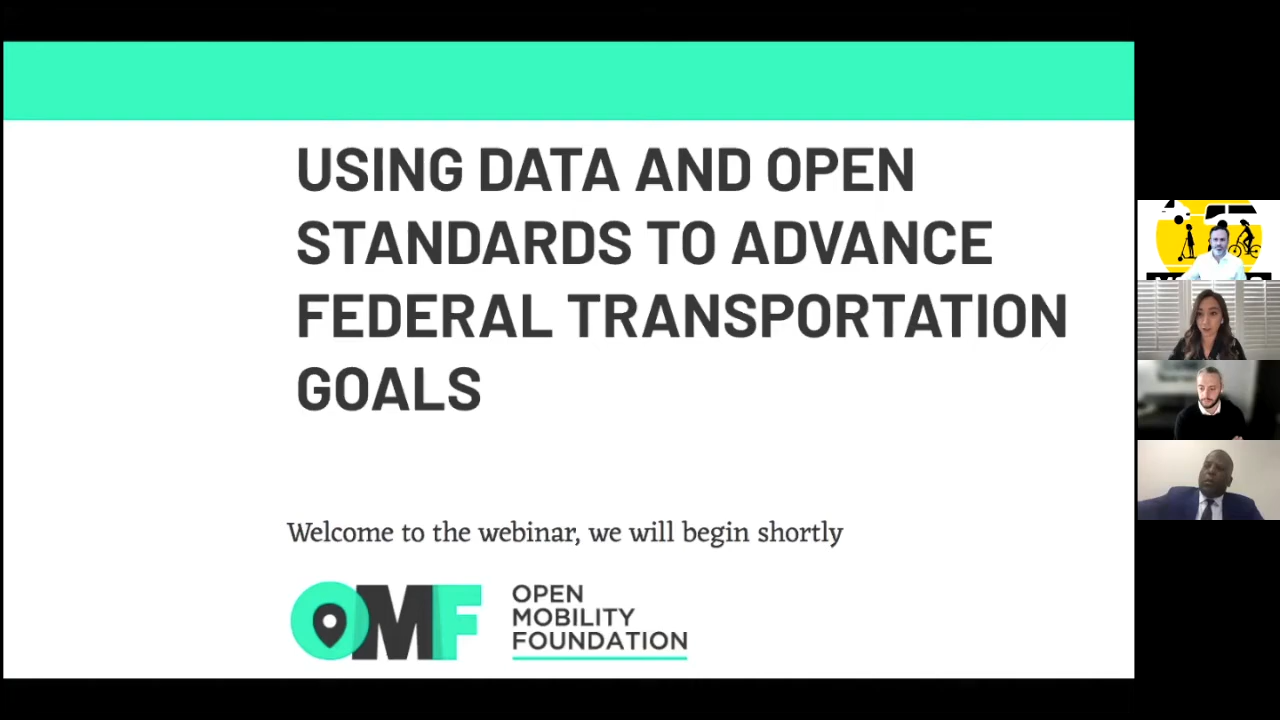 USING DATA AND OPEN
STANDARDS TO ADVANCE
FEDERAL TRANSPORTATION
GOALS
Welcome to the webinar, we will begin shortly
OMF
OPEN
MOBILITY
FOUNDATION